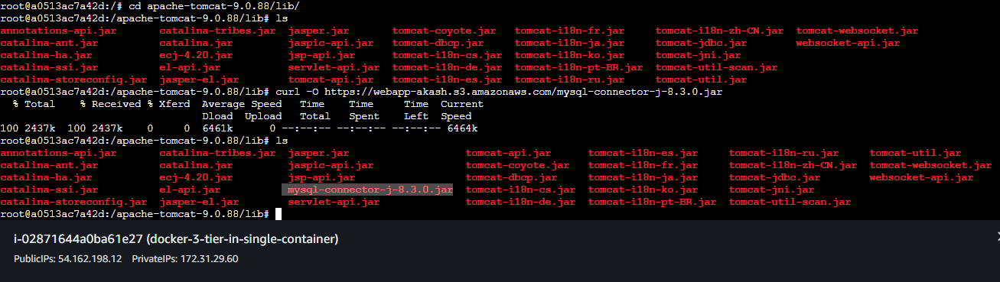 root@a0513ac7a42d:/# cd apache-tomcat-9.0.88/lib/
root@a0513ac7a42d:/apache-tomcat-9.0.88/lib# ls
annotations-api.jar catalina-tribes.jar jasper.jar tomcat-coyote.jar tomcat-i18n-fr.jar tomcat-i18n-zh-CN.jar tomcat-websocket.jar
catalina-ant.jar catalina.jar jaspic-api.jar tomcat-dbcp.jar tomcat-i18n-ja.jar tomcat-jdbc.jar websocket-api.jar
catalina-ha.jar ecj-4.20.jar jsp-api.jar tomcat-i18n-cs.jar tomcat-i18n-ko.jar tomcat-jni.jar
catalina-ssi.jar el-api.jar servlet-api.jar tomcat-i18n-de.jar tomcat-i18n-pt-BR.jar tomcat-util-scan.jar
catalina-storeconfig.jar jasper-el.jar tomcat-api.jar tomcat-i18n-es.jar tomcat-i18n-ru.jar tomcat-util.jar
root@a0513ac7a42d:/apache-tomcat-9.0.88/lib# curl -O https://webapp-akash.s3.amazonaws.com/mysql-connector-j-8.3.0.jar
% Total % Received % Xferd Average Speed Time Time Time Current
Dload Upload Total Spent Left Speed
100 2437k 100 2437k 0 0 6461k 0 --:--:-- --:--:-- --:--:-- 6464k
root@a0513ac7a42d:/apache-tomcat-9.0.88/lib# ls
annotations-api.jar catalina-tribes.jar jasper.jar tomcat-api.jar tomcat-i18n-es.jar tomcat-i18n-ru.jar tomcat-util.jar
catalina-ant.jar catalina.jar jaspic-api.jar tomcat-coyote.jar tomcat-i18n-fr.jar tomcat-i18n-zh-CN.jar tomcat-websocket.jar
catalina-ha.jar ecj-4.20.jar jsp-api.jar tomcat-dbcp.jar tomcat-i18n-ja.jar tomcat-jdbc.jar websocket-api.jar
catalina-ssi.jar el-api.jar mysql-connector-j-8.3.0.jar tomcat-i18n-cs.jar tomcat-i18n-ko.jar tomcat-jni.jar
catalina-storeconfig.jar jasper-el.jar servlet-api.jar tomcat-i18n-de.jar tomcat-i18n-pt-BR.jar tomcat-util-scan.jar
root@a0513ac7a42d:/apache-tomcat-9.0.88/lib#
i-02871644a0ba61e27 (docker-3-tier-in-single-container)
PublicIPs: 54.162.198.12 PrivateIPs: 172.31.29.60